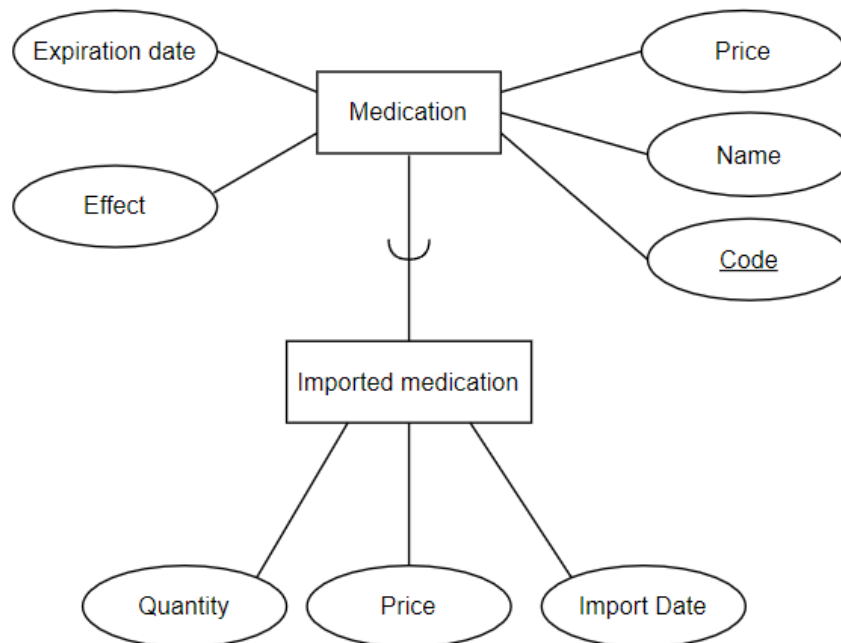 Expiration date
Price
Medication
Name
Effect
Code
Imported medication
Quantity
Price
Import Date